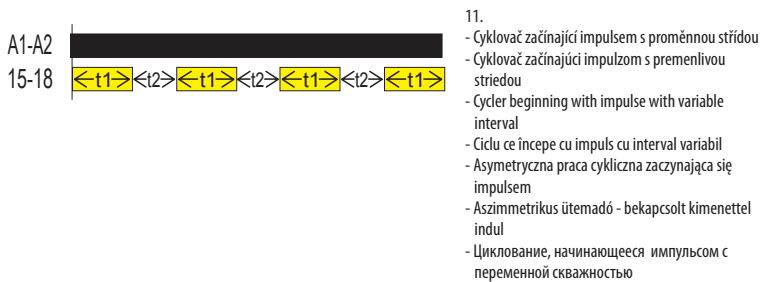 A1-A2
15-18
t1 t2 t1 t2 t1 t2 t1
11.
- Cyklovač začínající impulsem s proměnnou střídou
- Cyklovač začínajúci impulzom s premenlivou
striedou
- Cycler beginning with impulse with variable
interval
- Ciclu ce începe cu impuls cu interval variabil
- Asymetryczna praca cykliczna zaczynająca się
impulsem
- Aszimmetrikus ütemadó - bekapcsolt kimenettel
indul
- Циклование, начинающееся импульсом с
переменной скважностью